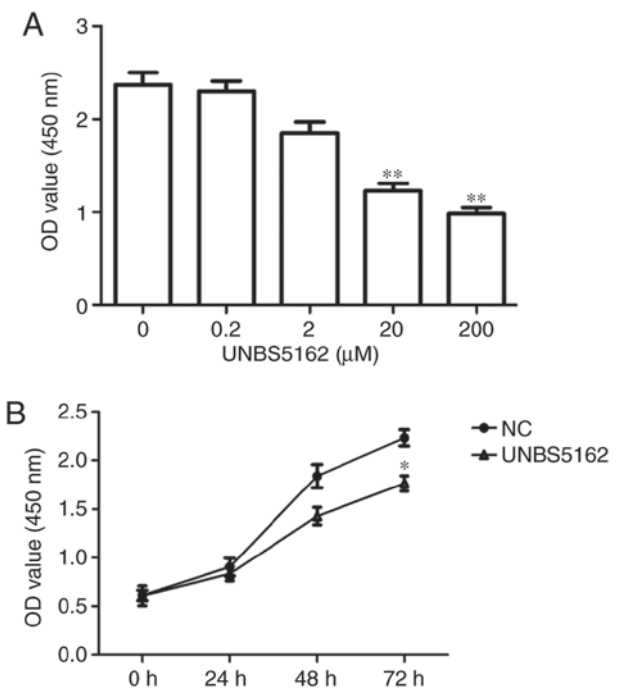 A
OD value (450 nm)
3
2
1
0
**
**
0 0.2 2 20 200
UNBS5162 (μM)
B
OD value (450 nm)
2.5
2.0
1.5
1.0
0.5
0.0
*
0 h 24 h 48 h 72 h
NC
UNBS5162